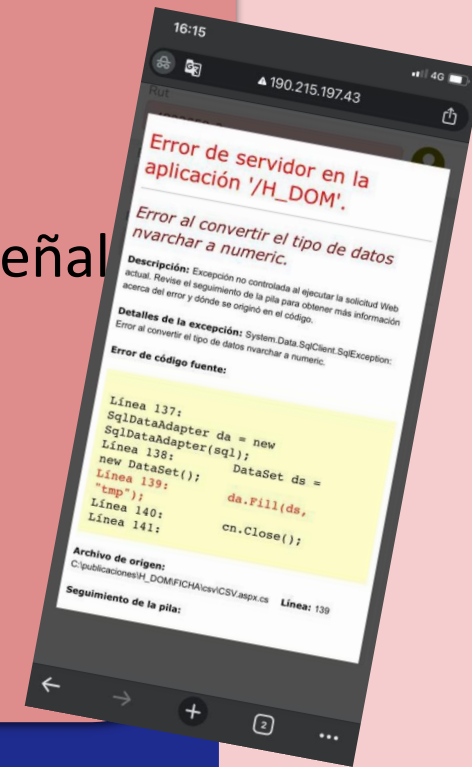 16:15
4G
190.215.197.43
Rut
eñal
Error de servidor en la
aplicación '/H_DOM'.
Error al convertir el tipo de datos
nvarchar a numeric.
Descripción: Excepción no controlada al ejecutar la solicitud Web
actual. Revise el seguimiento de la pila para obtener más información
acerca del error y dónde se originó en el código.
Detalles de la excepción: System.Data.SqlClient.SqlException:
Error al convertir el tipo de datos nvarchar a numeric.
Error de código fuente:
Línea 137:
SqlDataAdapter da = new
SqlDataAdapter(sql);
Línea 138: DataSet ds =
new DataSet();
Línea 139: da.Fill(ds,
"tmp");
Línea 140: cn.Close();
Línea 141:
Archivo de origen:
C:\publicaciones\H_DOM\FICHA\csv\CSV.aspx.cs Línea: 139
Seguimiento de la pila:
2